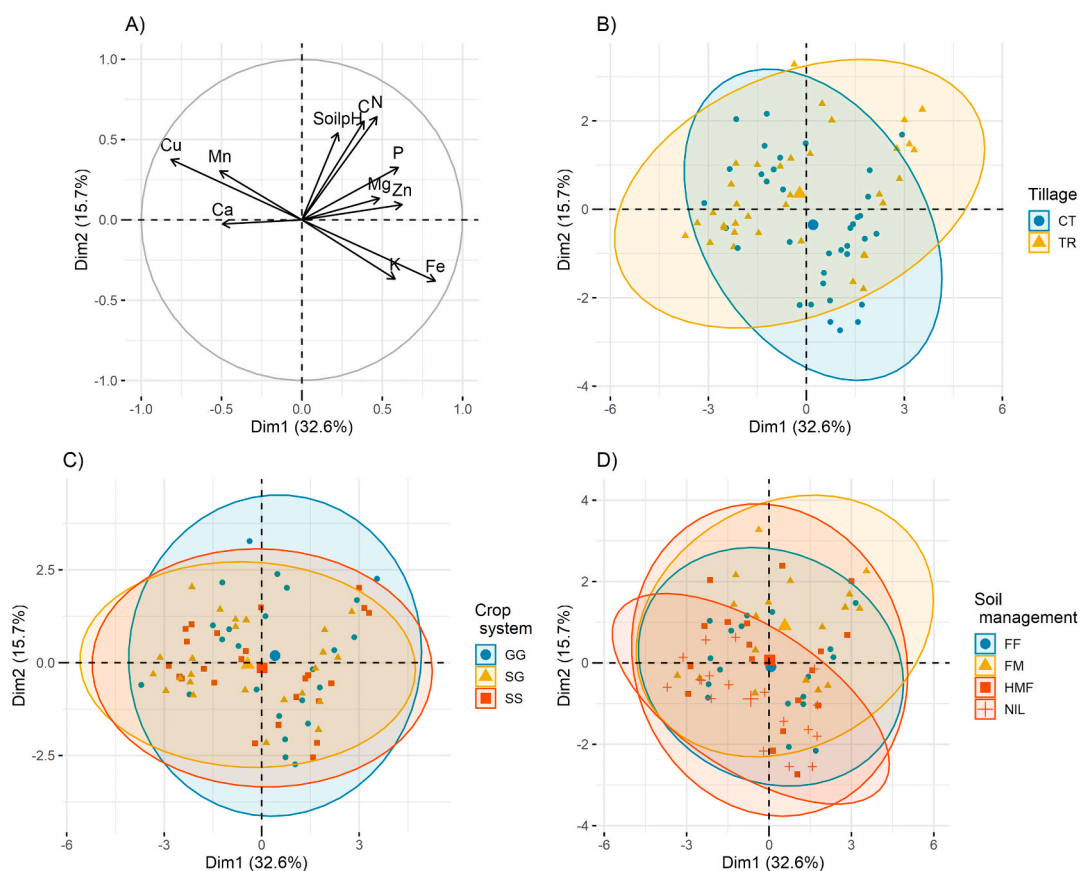 A)
1.0
0.5
0.0
-0.5
-1.0
Dim2 (15.7%)
Cu
Mn
Ca
SoilpH
C
N
P
Mg
Zn
K
Fe
-1.0 -0.5 0.0 0.5 1.0
Dim1 (32.6%)
B)
2
0
-2
-4
Dim2 (15.7%)
-6 -3 0 3 6
Dim1 (32.6%)
Tillage
CT
TR
C)
2.5
0.0
-2.5
Dim2 (15.7%)
-6 -3 0 3
Dim1 (32.6%)
Crop
system
GG
SG
SS
D)
4
2
0
-2
-4
Dim2 (15.7%)
-6 -3 0 3 6
Dim1 (32.6%)
Soil
management
FF
FM
HMF
NIL